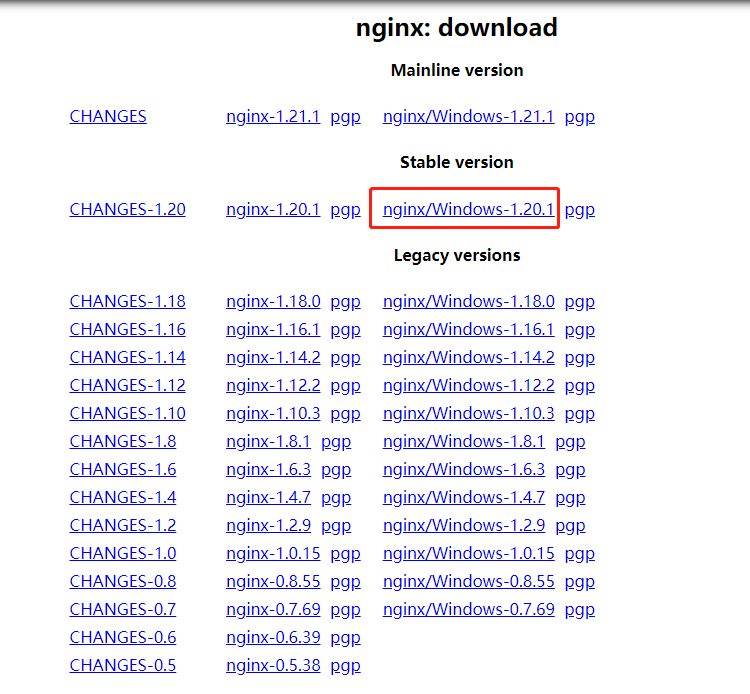 nginx: download
Mainline version
CHANGES nginx-1.21.1 pgp nginx/Windows-1.21.1 pgp
Stable version
CHANGES-1.20 nginx-1.20.1 pgp nginx/Windows-1.20.1 pgp
Legacy versions
CHANGES-1.18 nginx-1.18.0 pgp nginx/Windows-1.18.0 pgp
CHANGES-1.16 nginx-1.16.1 pgp nginx/Windows-1.16.1 pgp
CHANGES-1.14 nginx-1.14.2 pgp nginx/Windows-1.14.2 pgp
CHANGES-1.12 nginx-1.12.2 pgp nginx/Windows-1.12.2 pgp
CHANGES-1.10 nginx-1.10.3 pgp nginx/Windows-1.10.3 pgp
CHANGES-1.8 nginx-1.8.1 pgp nginx/Windows-1.8.1 pgp
CHANGES-1.6 nginx-1.6.3 pgp nginx/Windows-1.6.3 pgp
CHANGES-1.4 nginx-1.4.7 pgp nginx/Windows-1.4.7 pgp
CHANGES-1.2 nginx-1.2.9 pgp nginx/Windows-1.2.9 pgp
CHANGES-1.0 nginx-1.0.15 pgp nginx/Windows-1.0.15 pgp
CHANGES-0.8 nginx-0.8.55 pgp nginx/Windows-0.8.55 pgp
CHANGES-0.7 nginx-0.7.69 pgp nginx/Windows-0.7.69 pgp
CHANGES-0.6 nginx-0.6.39 pgp
CHANGES-0.5 nginx-0.5.38 pgp